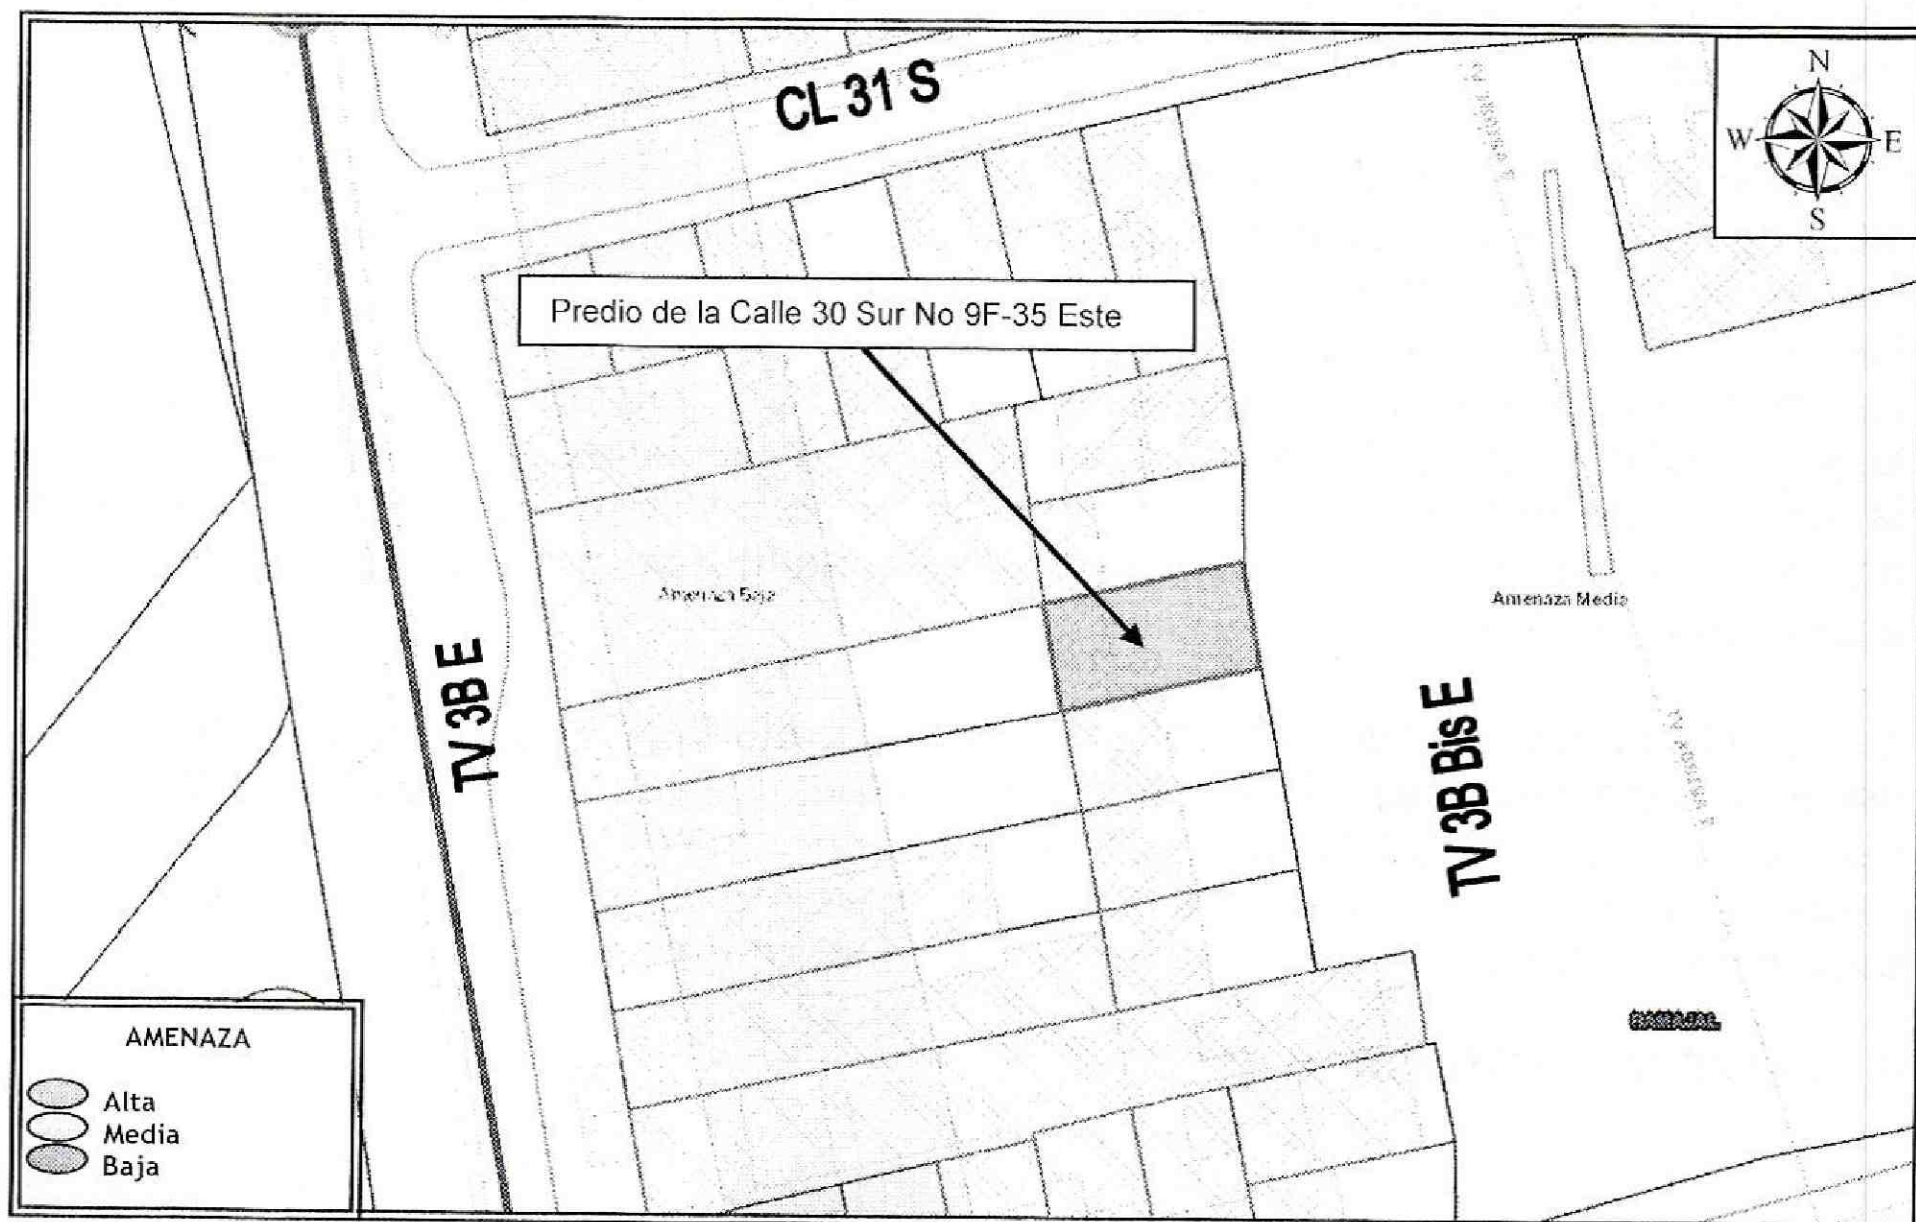 CL 31 S
N
W
E
S
Predio de la Calle 30 Sur No 9F-35 Este
Amenaza Baja
Amenaza Media
TV 3B E
TV 3B Bis E
RAMAJAL
AMENAZA
Alta
Media
Baja